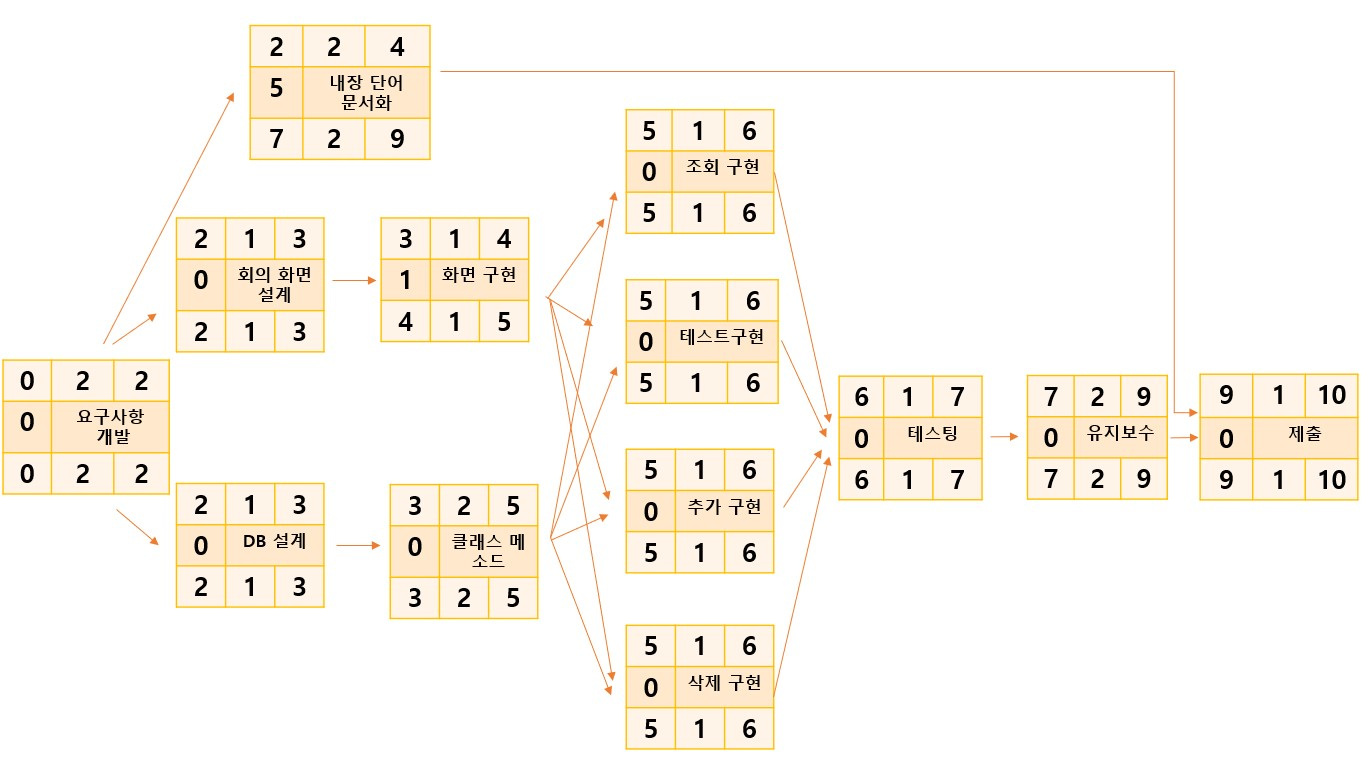 2 2 4
5 내장 단어
문서화
7 2 9
2 1 3
0 회의 화면
설계
2 1 3
3 1 4
1 화면 구현
4 1 5
0 2 2
0 요구사항
개발
0 2 2
2 1 3
0 DB 설계
2 1 3
3 2 5
0 클래스 메
소드
3 2 5
5 1 6
0 조회 구현
5 1 6
5 1 6
0 테스트구현
5 1 6
5 1 6
0 추가 구현
5 1 6
5 1 6
0 삭제 구현
5 1 6
6 1 7
0 테스팅
6 1 7
7 2 9
0 유지보수
7 2 9
9 1 10
0 제출
9 1 10